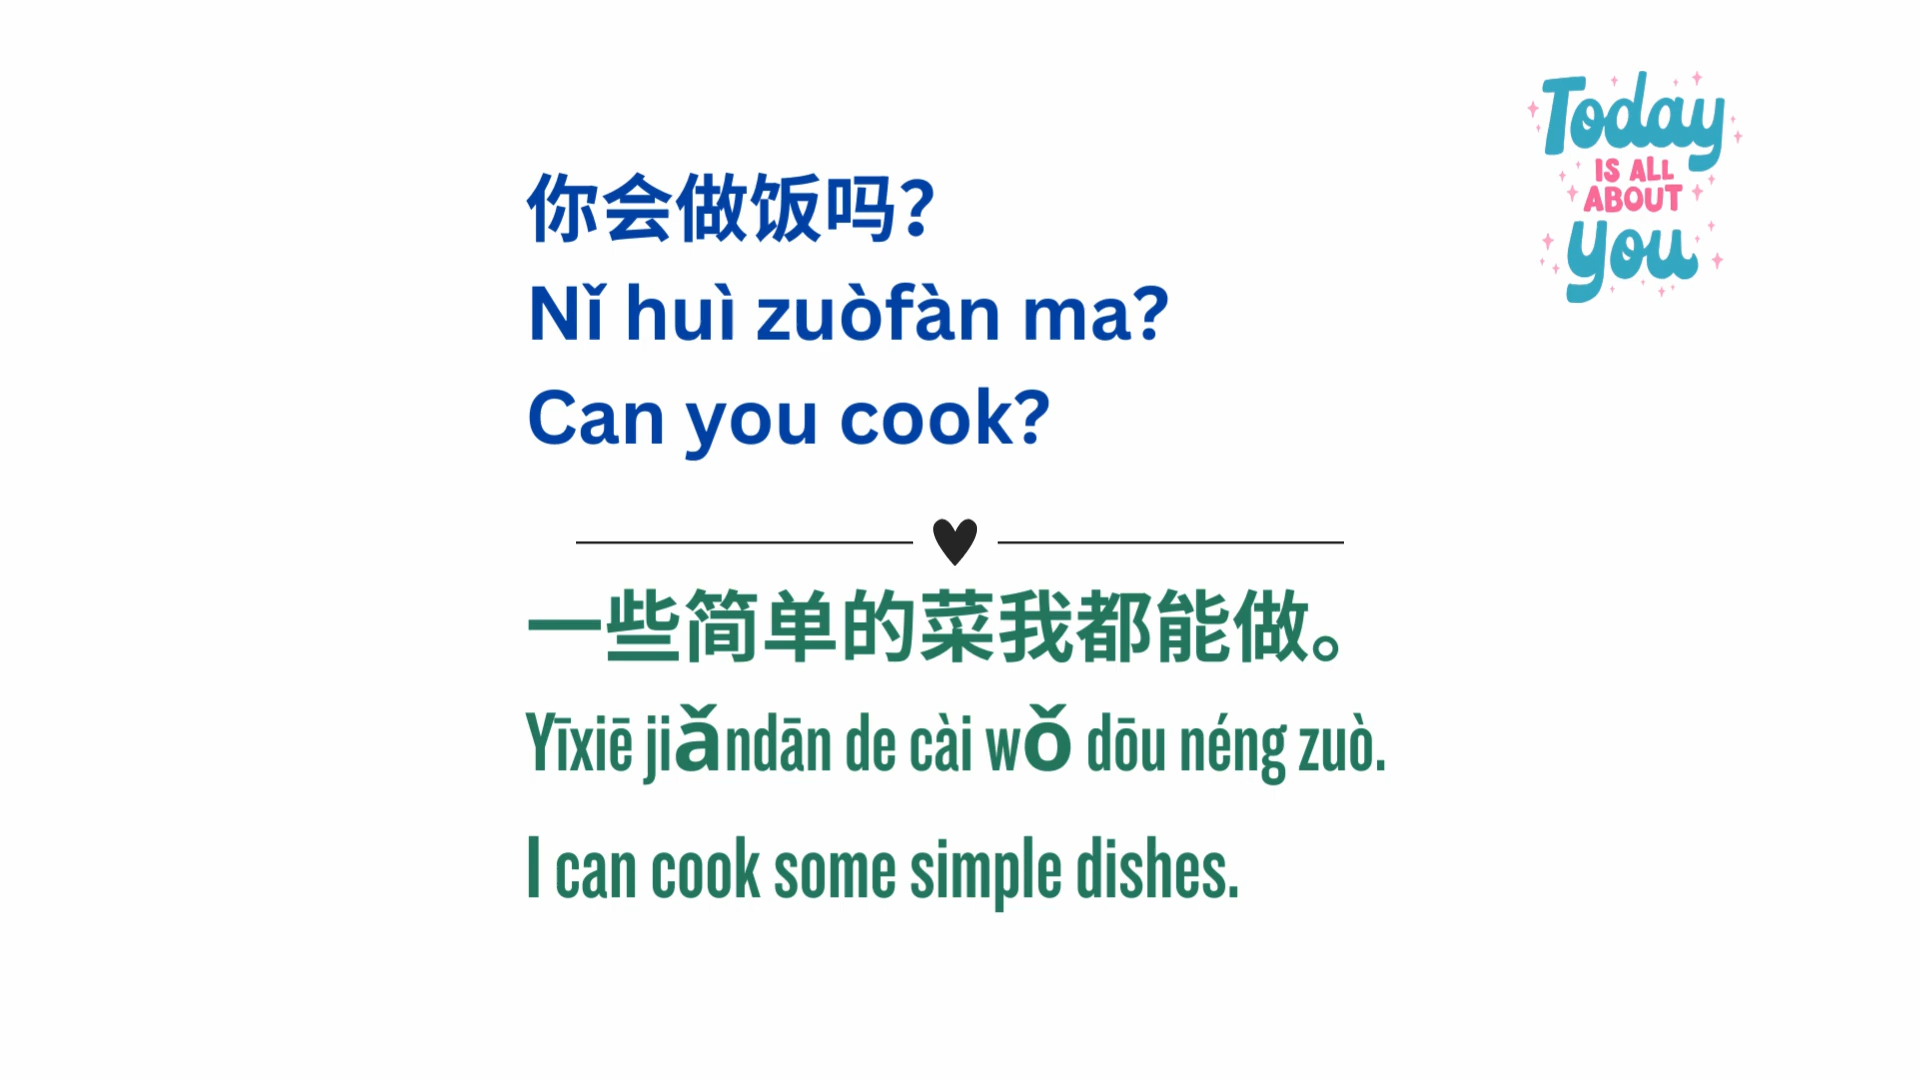 你会做饭吗？
Nǐ huì zuòfàn ma?
Can you cook?
一些简单的菜我都能做。
Yīxiē jiǎndān de cài wǒ dōu néng zuò.
I can cook some simple dishes.
Today
IS ALL
ABOUT
you